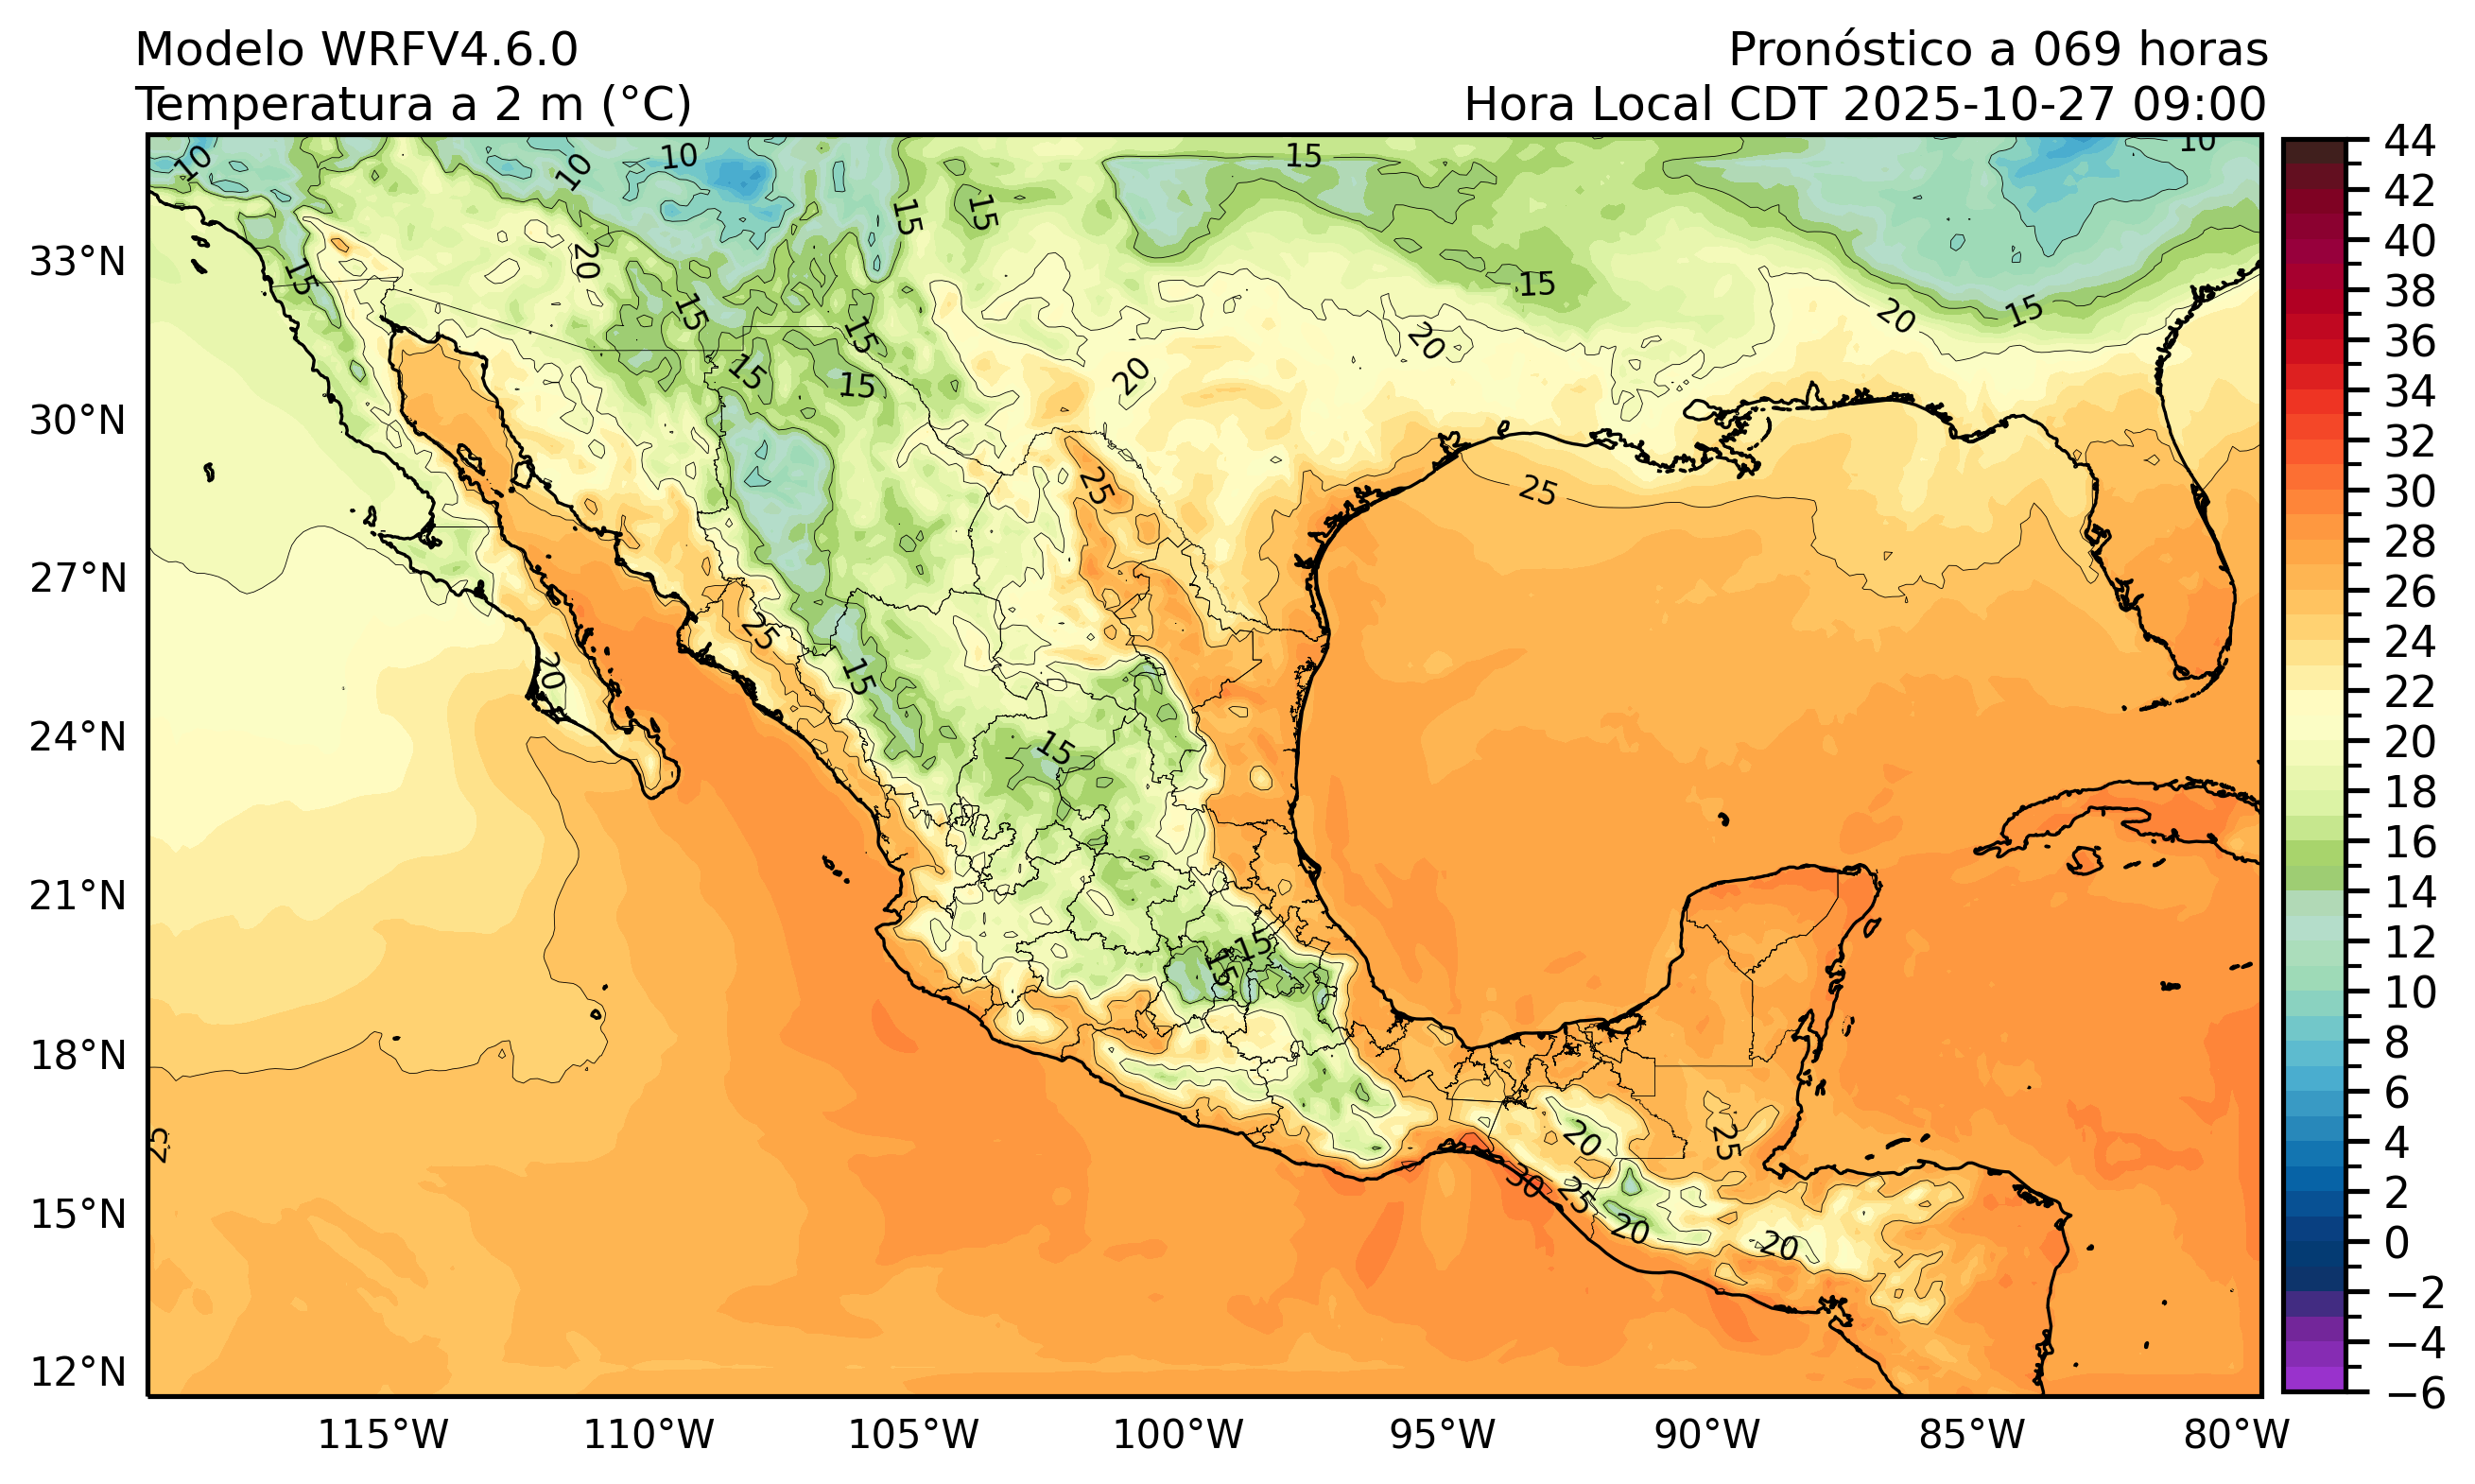 Modelo WRFV4.6.0
Pronóstico a 069 horas
Temperatura a 2 m (°C)
Hora Local CDT 2025-10-27 09:00
33°N
30°N
27°N
24°N
21°N
18°N
15°N
12°N
115°W
110°W
105°W
100°W
95°W
90°W
85°W
80°W
44
42
40
38
36
34
32
30
28
26
24
22
20
18
16
14
12
10
8
6
4
2
0
−2
−4
−6
10
10
10
15
10
15
15
20
15
15
15
15
20
15
20
15
15
20
25
25
25
20
15
15
15
15
25
20
25
30
25
20
20